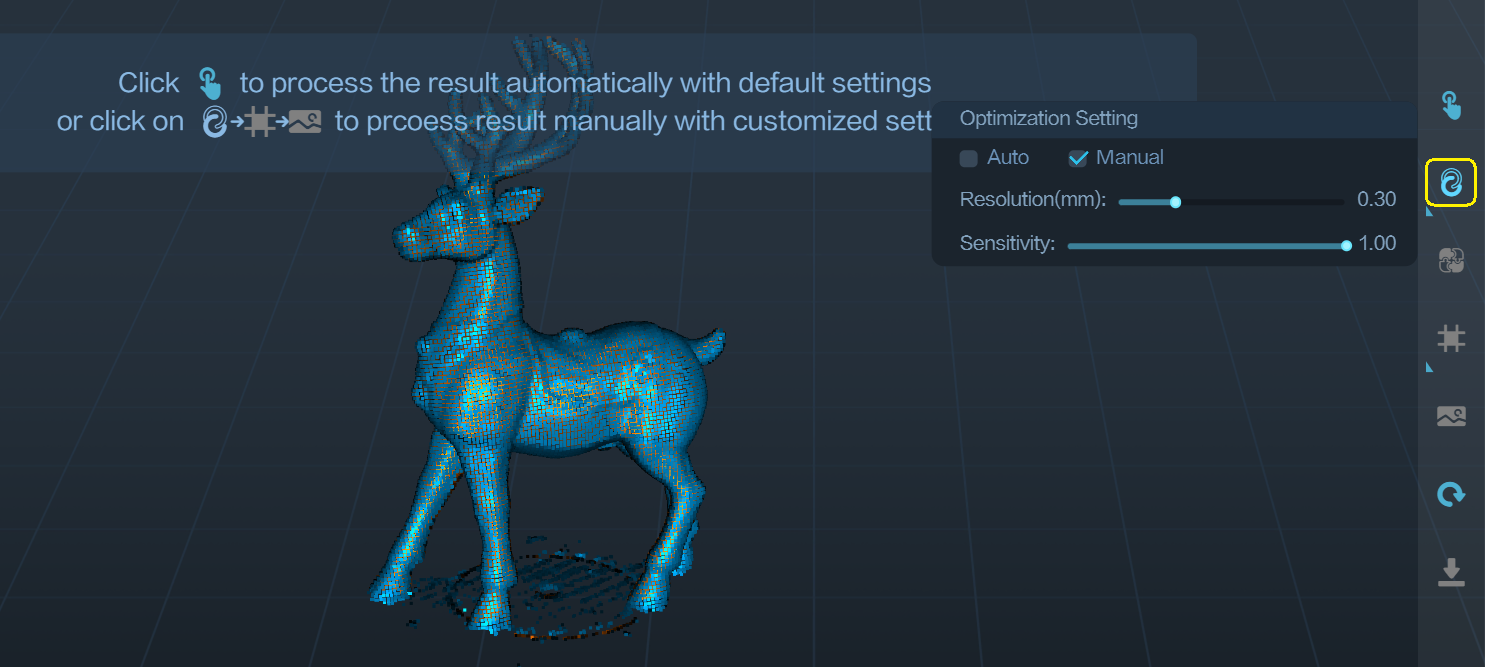 Click to process the result automatically with default settings
or click on to prcoess result manually with customized sett
Optimization Setting
Auto Manual
Resolution(mm): 0.30
Sensitivity: 1.00